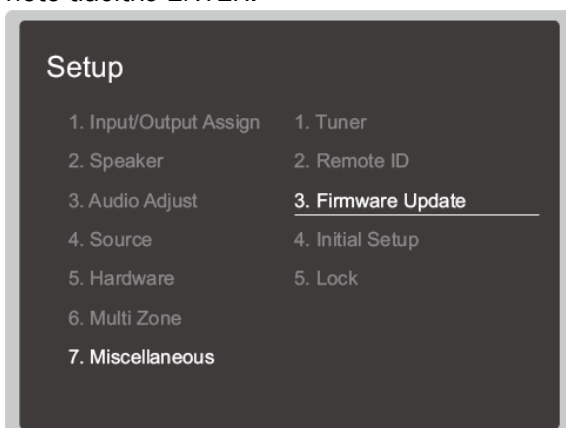 Setup
1. Input/Output Assign
2. Speaker
3. Audio Adjust
4. Source
5. Hardware
6. Multi Zone
7. Miscellaneous
1. Tuner
2. Remote ID
3. Firmware Update
4. Initial Setup
5. Lock